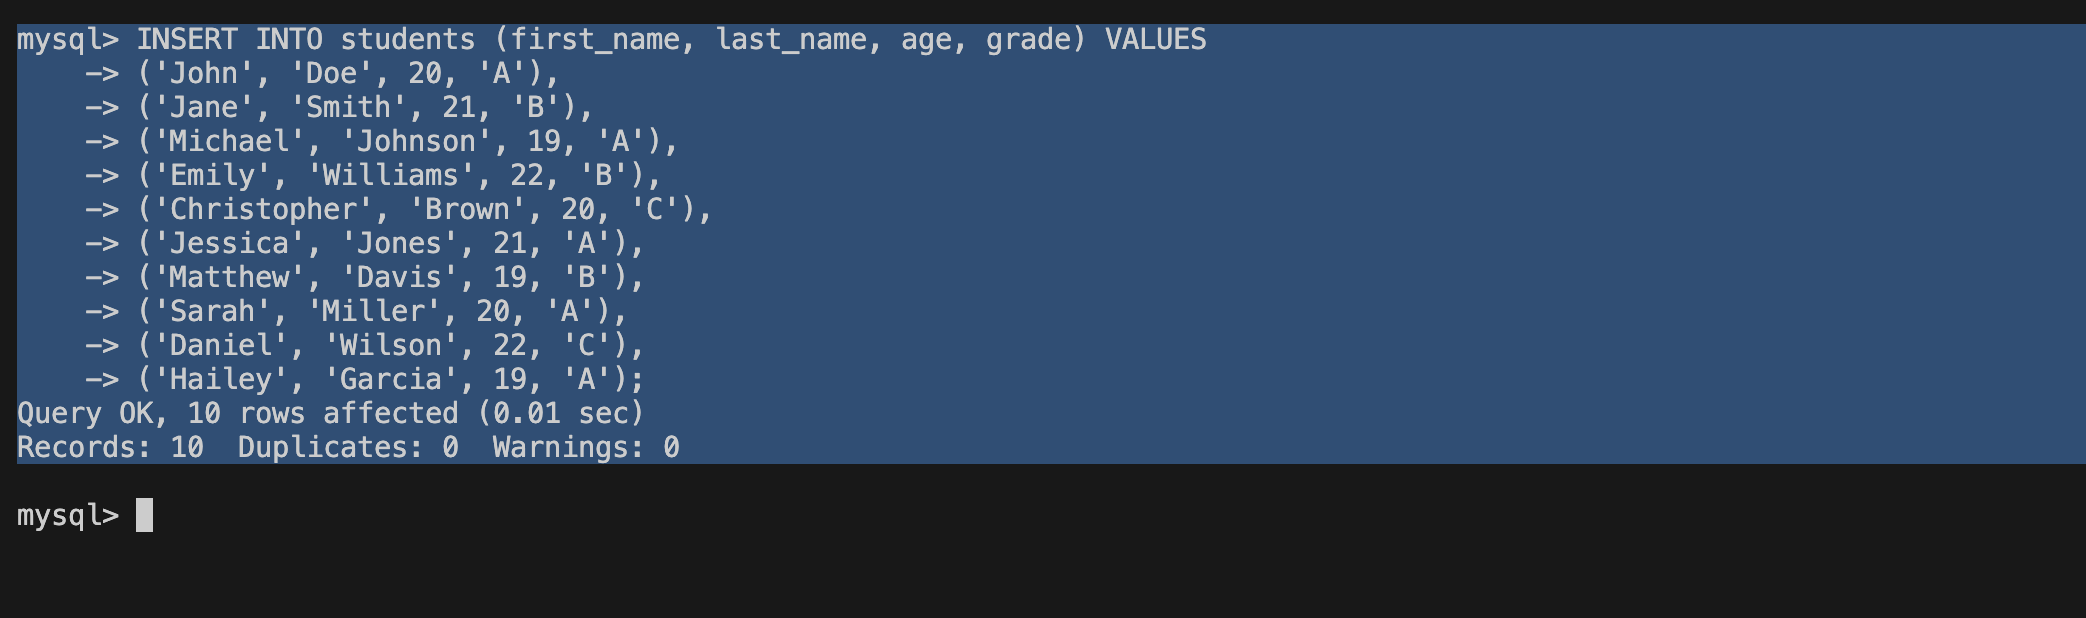 mysql> INSERT INTO students (first_name, last_name, age, grade) VALUES
    -> ('John', 'Doe', 20, 'A'),
    -> ('Jane', 'Smith', 21, 'B'),
    -> ('Michael', 'Johnson', 19, 'A'),
    -> ('Emily', 'Williams', 22, 'B'),
    -> ('Christopher', 'Brown', 20, 'C'),
    -> ('Jessica', 'Jones', 21, 'A'),
    -> ('Matthew', 'Davis', 19, 'B'),
    -> ('Sarah', 'Miller', 20, 'A'),
    -> ('Daniel', 'Wilson', 22, 'C'),
    -> ('Hailey', 'Garcia', 19, 'A');
Query OK, 10 rows affected (0.01 sec)
Records: 10  Duplicates: 0  Warnings: 0
mysql>